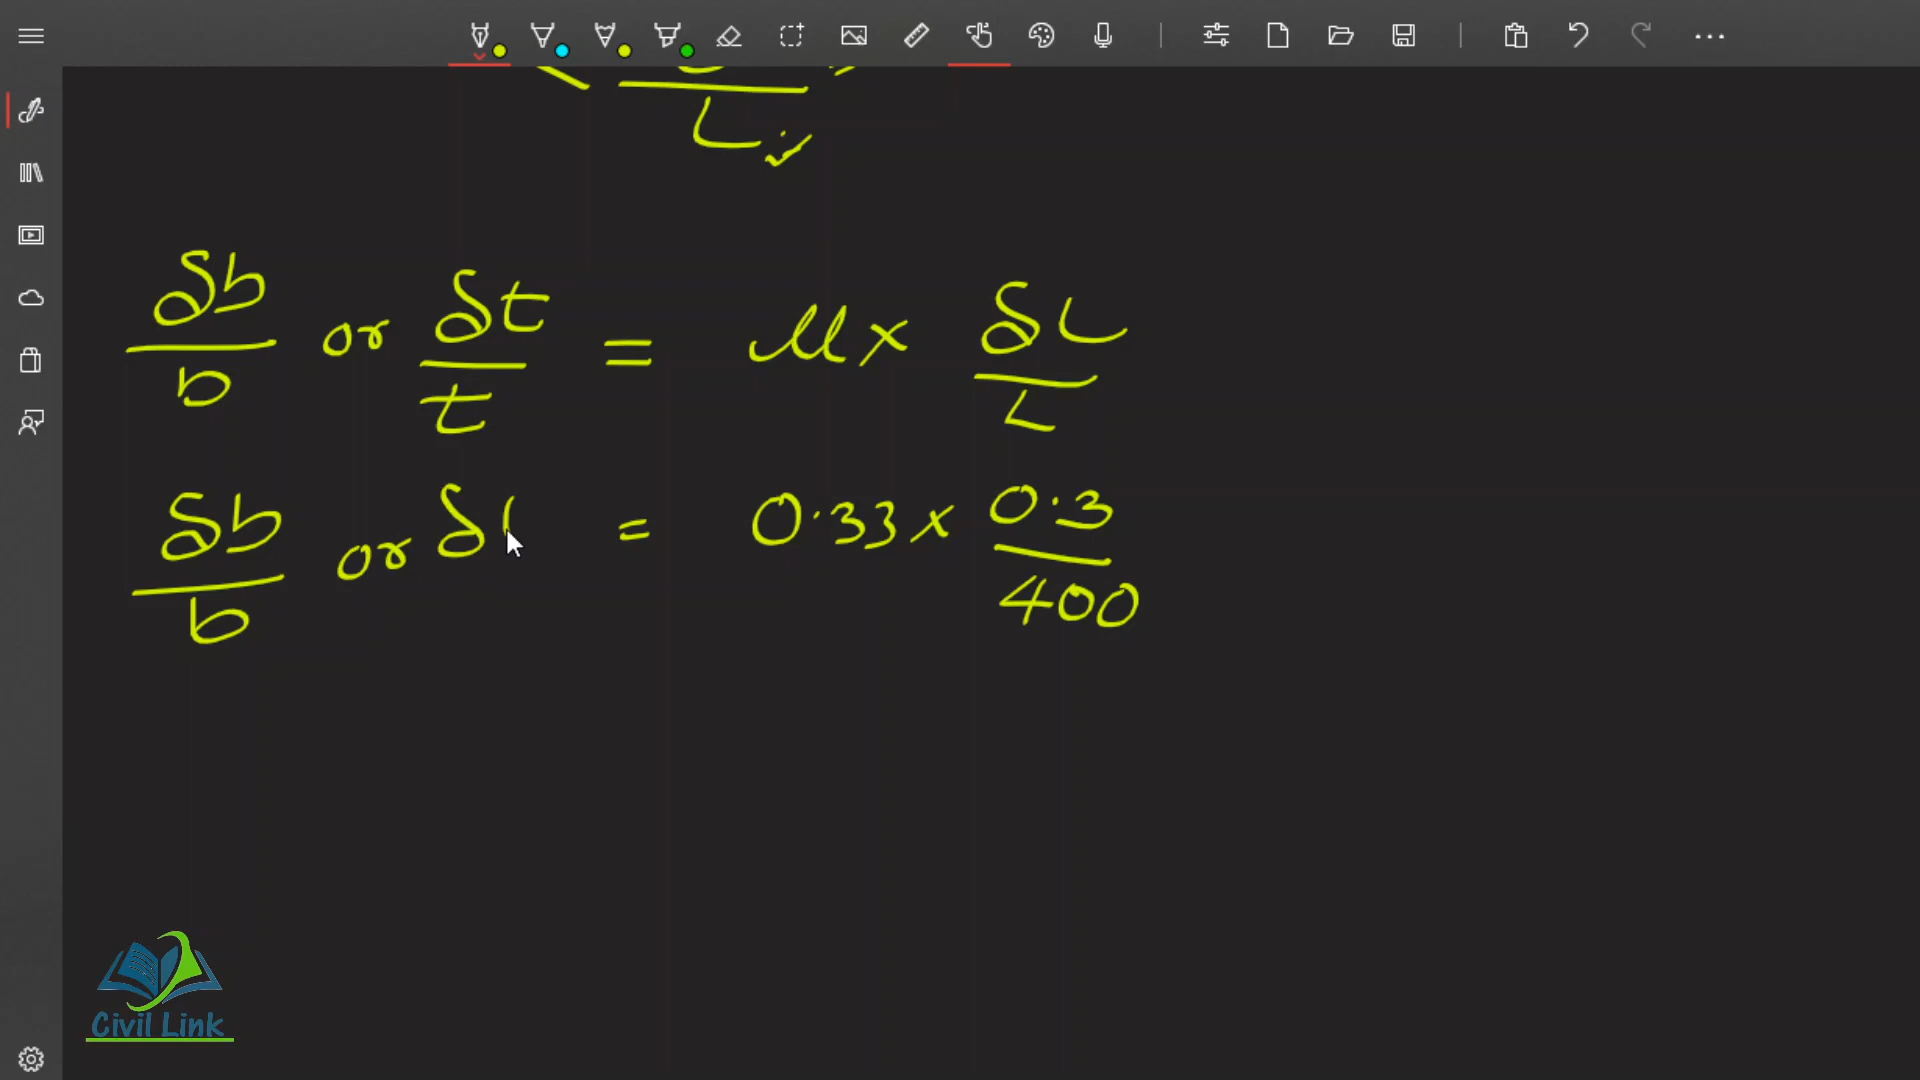 L
δb/b or δt/t = μ × δL/L
δb/b or δ = 0.33 × 0.3/400
Civil Link